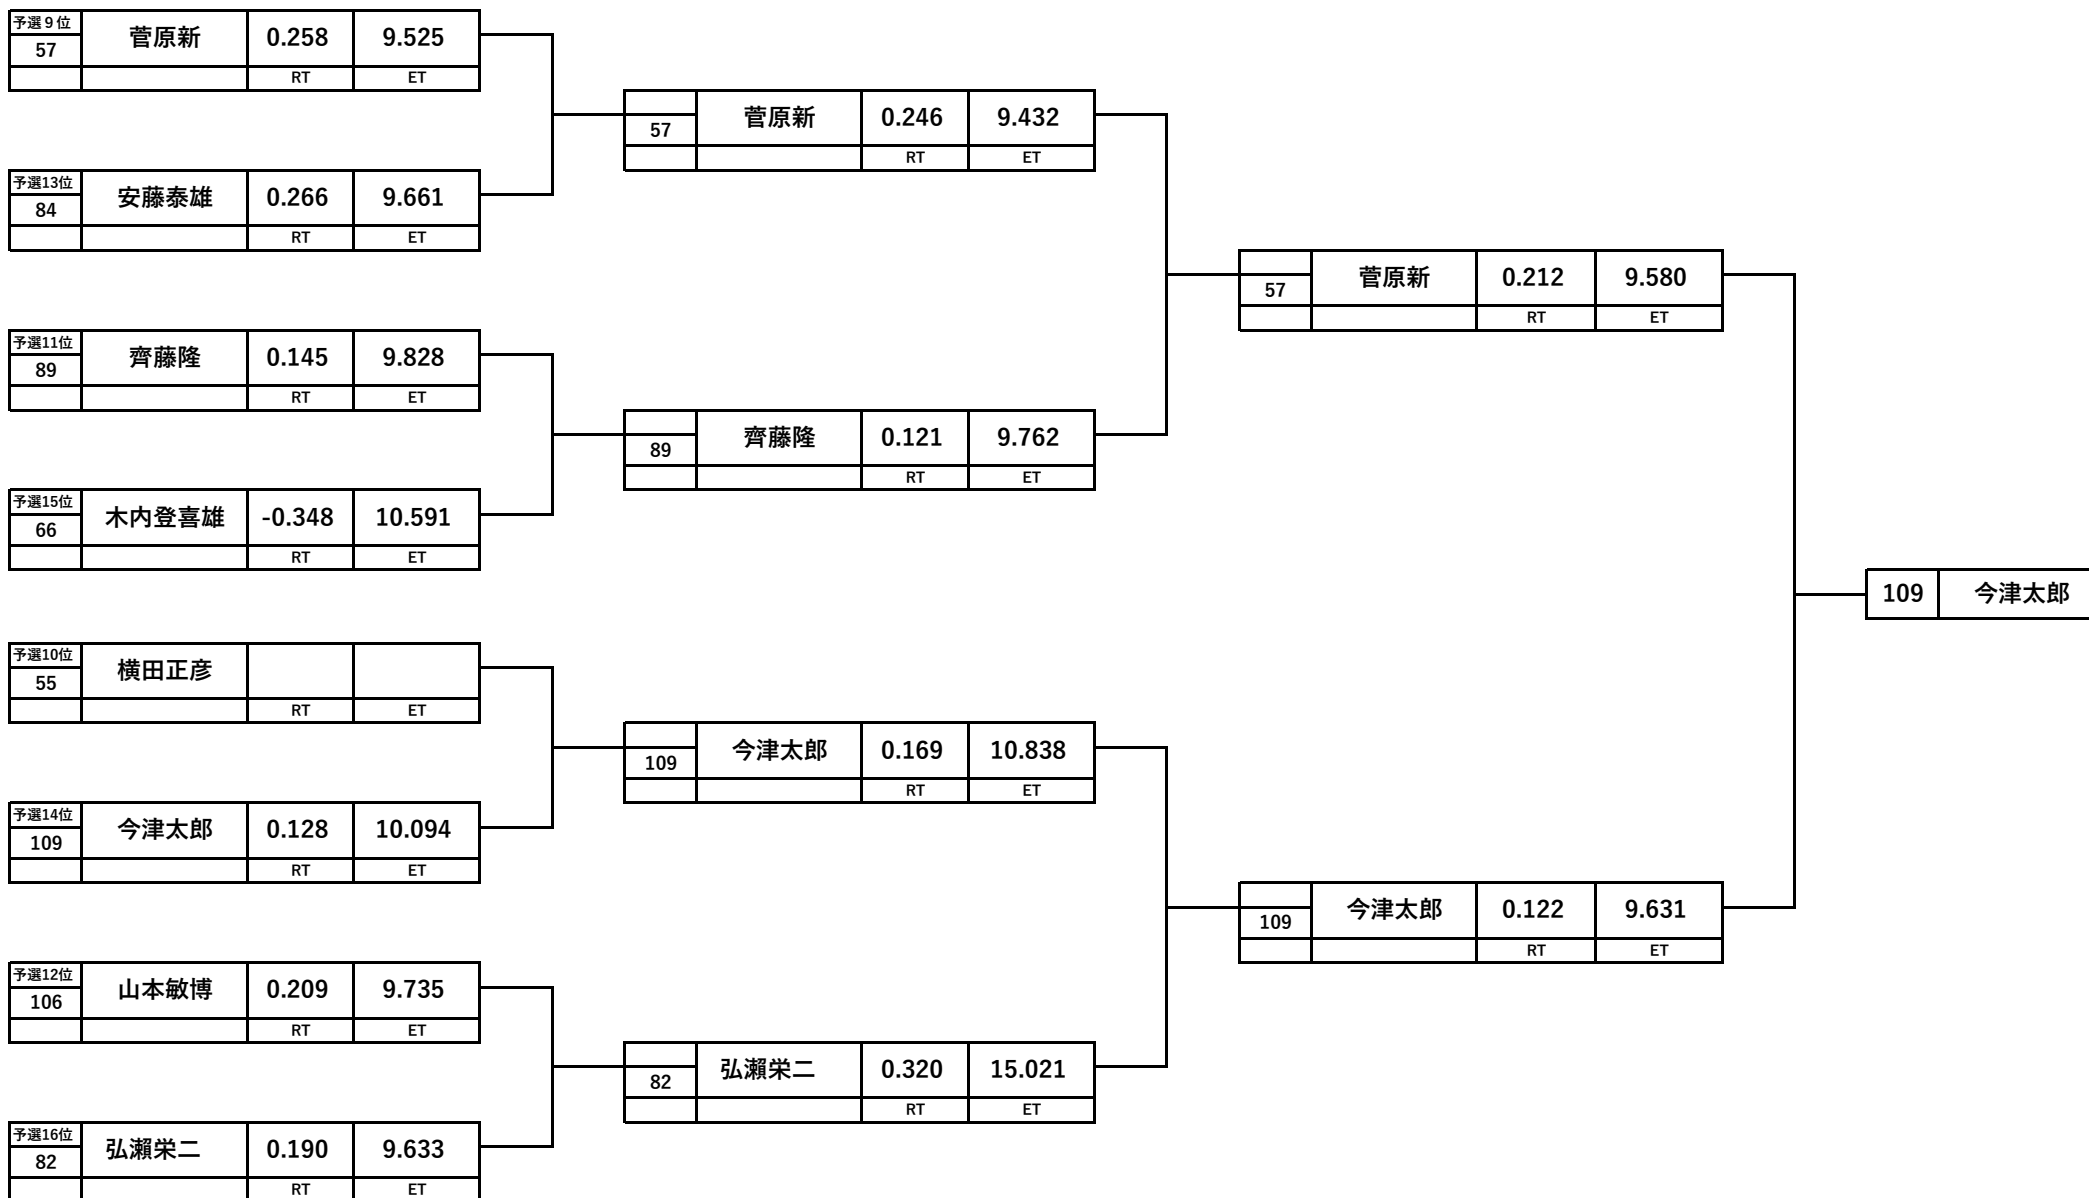 予選９位 菅原新 0.258 9.525
57
RT ET
予選13位 安藤泰雄 0.266 9.661
84
RT ET
予選11位 齊藤隆 0.145 9.828
89
RT ET
予選15位 木内登喜雄 -0.348 10.591
66
RT ET
予選10位 横田正彦
55
RT ET
予選14位 今津太郎 0.128 10.094
109
RT ET
予選12位 山本敏博 0.209 9.735
106
RT ET
予選16位 弘瀨栄二 0.190 9.633
82
RT ET
菅原新 0.246 9.432
57
RT ET
齊藤隆 0.121 9.762
89
RT ET
今津太郎 0.169 10.838
109
RT ET
弘瀨栄二 0.320 15.021
82
RT ET
菅原新 0.212 9.580
57
RT ET
今津太郎 0.122 9.631
109
RT ET
109 今津太郎